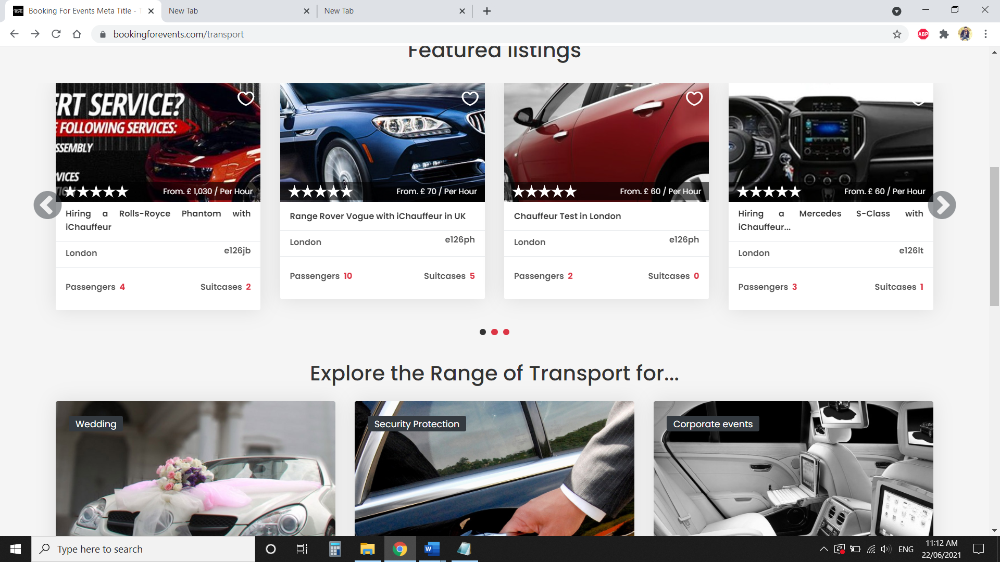 Booking For Events Meta Title - T
New Tab
New Tab
bookingforevents.com/transport
ABP
Featured listings
ERT SERVICE?
E FOLLOWING SERVICES:
SSEMBLY
VICES
From. £ 1,030 / Per Hour
From. £ 70 / Per Hour
From. £ 60 / Per Hour
From. £ 60 / Per Hour
Hiring a Rolls-Royce Phantom with
iChauffeur
Range Rover Vogue with iChauffeur in UK
Chauffeur Test in London
Hiring a Mercedes S-Class with
iChauffeur...
London e126jb
London e126ph
London e126ph
London e126lt
Passengers 4 Suitcases 2
Passengers 10 Suitcases 5
Passengers 2 Suitcases 0
Passengers 3 Suitcases 1
Explore the Range of Transport for...
Wedding
Security Protection
Corporate events
Type here to search
ENG
11:12 AM
22/06/2021